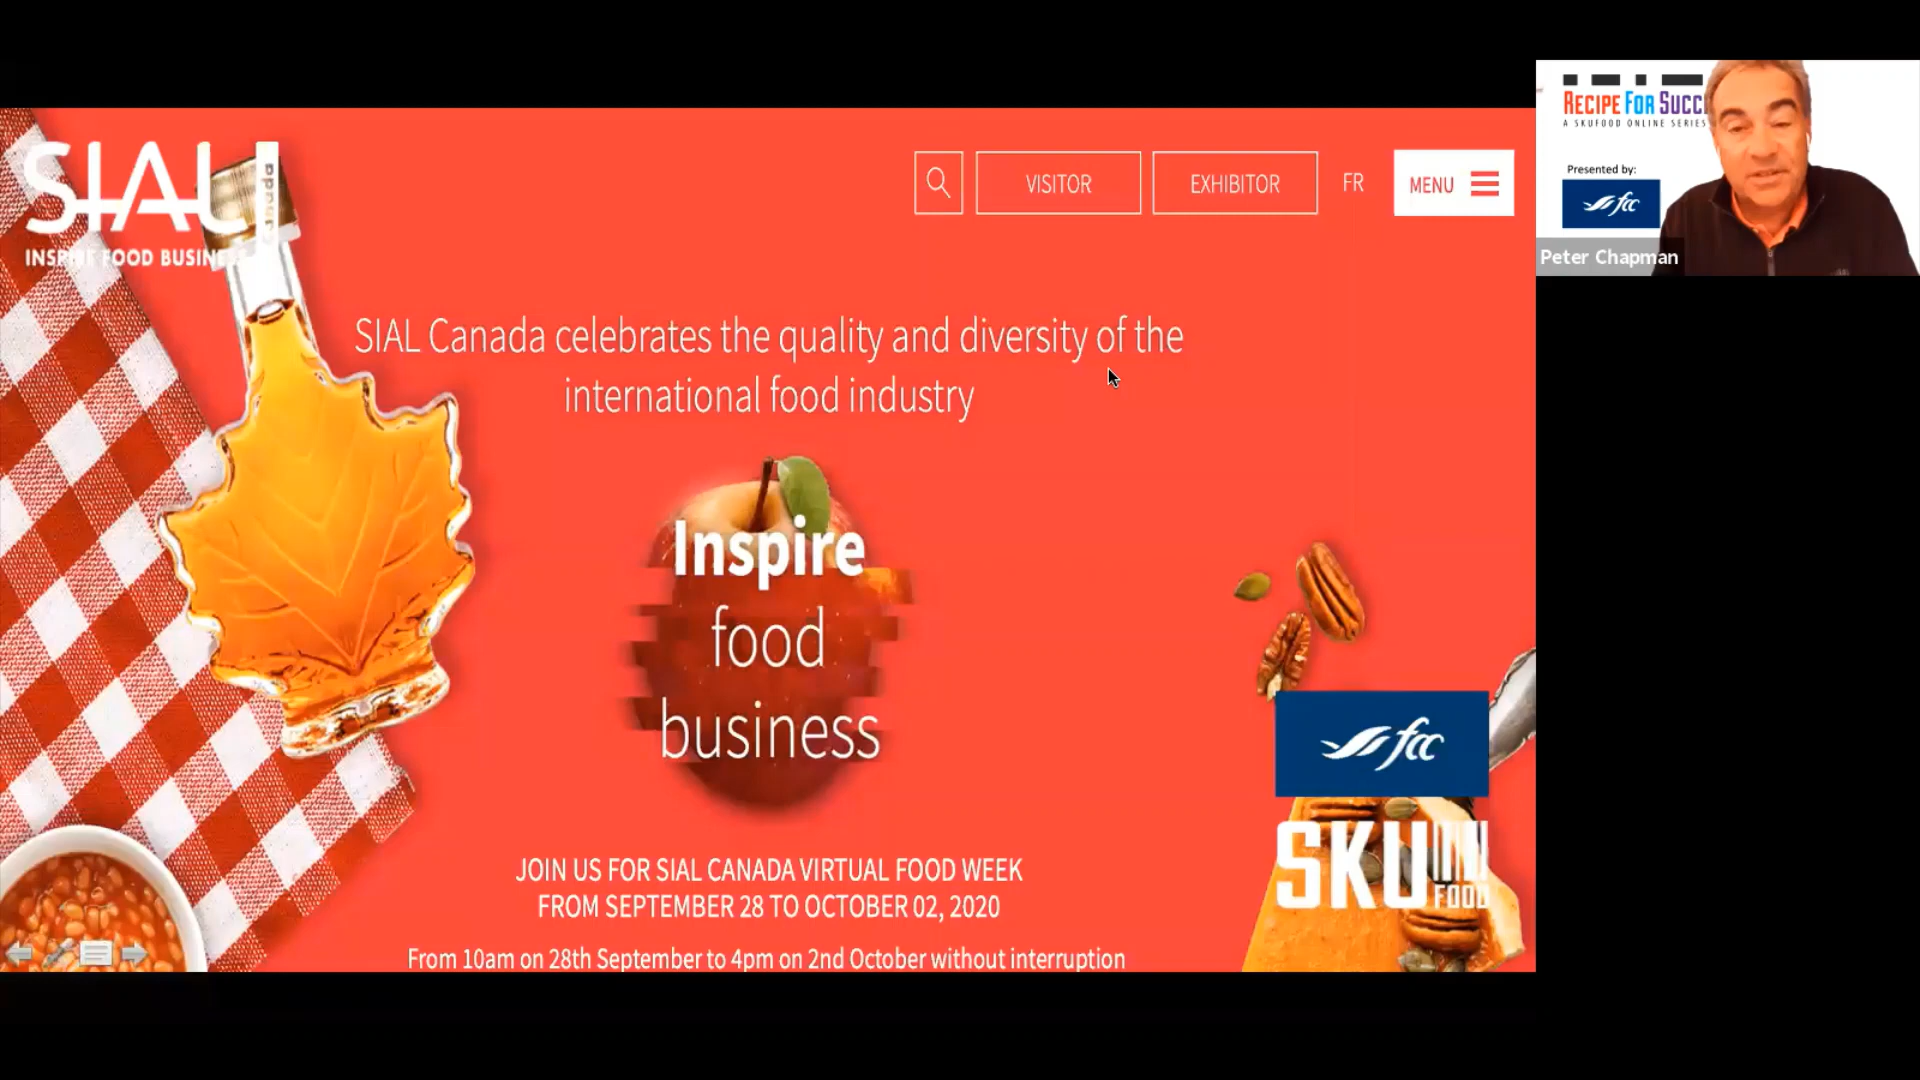 SIAL
Canada
INSPIRE FOOD BUSINESS
VISITOR
EXHIBITOR
FR
MENU
SIAL Canada celebrates the quality and diversity of the
international food industry
Inspire
food
business
JOIN US FOR SIAL CANADA VIRTUAL FOOD WEEK
FROM SEPTEMBER 28 TO OCTOBER 02, 2020
From 10am on 28th September to 4pm on 2nd October without interruption
fcc
SKU
FOOD
RECIPE FOR SUCC
A SKUFOOD ONLINE SERIES
Presented by:
fcc
Peter Chapman